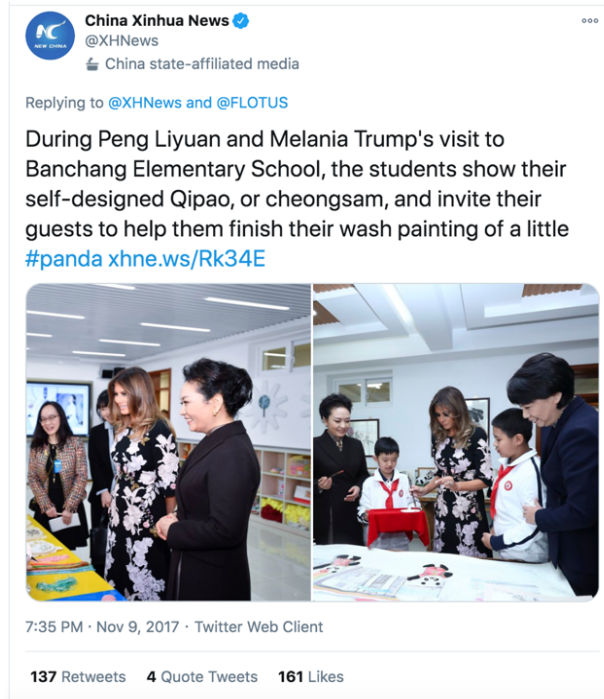 China Xinhua News
@XHNews
China state-affiliated media
NEW CHINA
Replying to @XHNews and @FLOTUS
During Peng Liyuan and Melania Trump's visit to
Banchang Elementary School, the students show their
self-designed Qipao, or cheongsam, and invite their
guests to help them finish their wash painting of a little
#panda xhne.ws/Rk34E
7:35 PM · Nov 9, 2017 · Twitter Web Client
137 Retweets 4 Quote Tweets 161 Likes